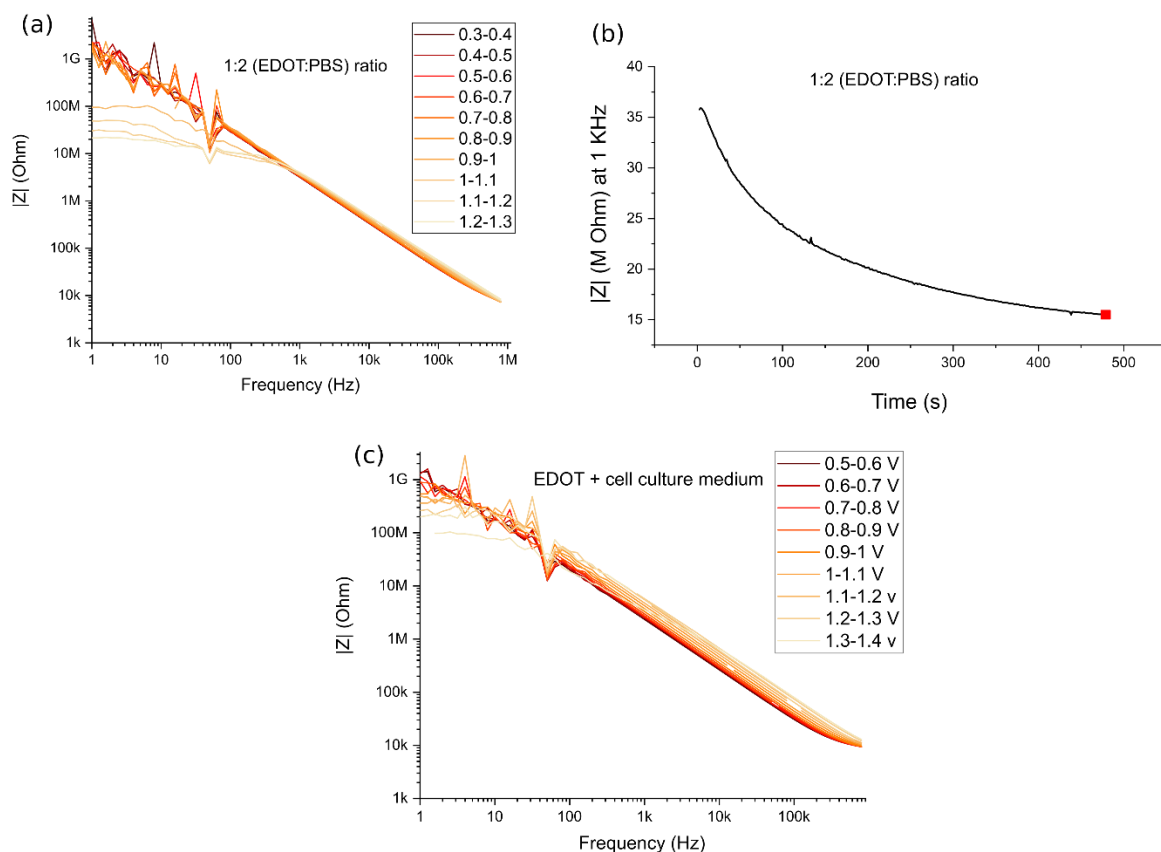 (a)
1:2 (EDOT:PBS) ratio
0.3-0.4
0.4-0.5
0.5-0.6
0.6-0.7
0.7-0.8
0.8-0.9
0.9-1
1-1.1
1.1-1.2
1.2-1.3
|Z| (Ohm)
1G
100M
10M
1M
100k
10k
1k
1 10 100 1k 10k 100k 1M
Frequency (Hz)
(b)
1:2 (EDOT:PBS) ratio
|Z| (M Ohm) at 1 KHz
35
30
25
20
15
0 100 200 300 400 500
Time (s)
(c)
EDOT + cell culture medium
0.5-0.6 V
0.6-0.7 V
0.7-0.8 V
0.8-0.9 V
0.9-1 V
1-1.1 V
1.1-1.2 v
1.2-1.3 V
1.3-1.4 v
|Z| (Ohm)
1G
100M
10M
1M
100k
10k
1k
1 10 100 1k 10k 100k
Frequency (Hz)